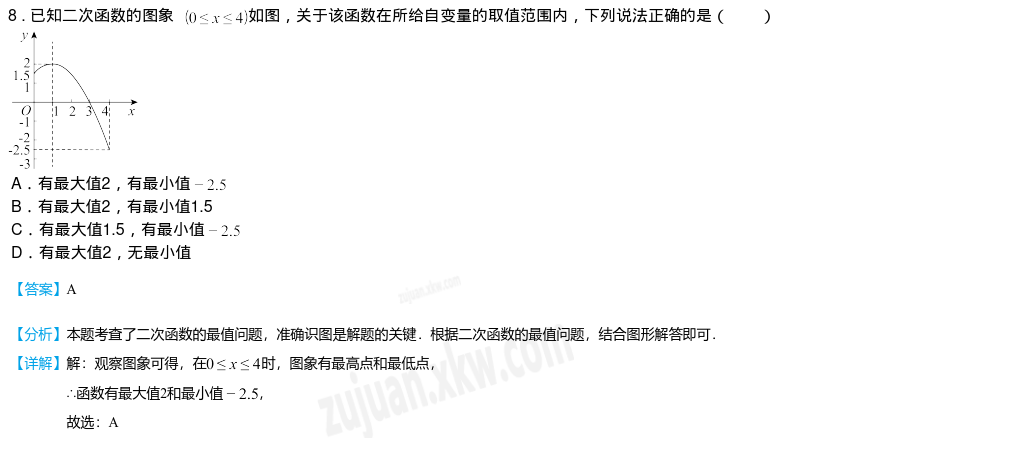 8．已知二次函数的图象 (0≤x≤4)如图，关于该函数在所给自变量的取值范围内，下列说法正确的是（　　）
y
2
1.5
1
O 1 2 3 4 x
-1
-2
-2.5
-3
A．有最大值2，有最小值－2.5
B．有最大值2，有最小值1.5
C．有最大值1.5，有最小值－2.5
D．有最大值2，无最小值
【答案】A
【分析】本题考查了二次函数的最值问题，准确识图是解题的关键．根据二次函数的最值问题，结合图形解答即可．
【详解】解：观察图象可得，在0≤x≤4时，图象有最高点和最低点，
∴函数有最大值2和最小值－2.5，
故选：A
zujuan.xkw.com
zujuan.xkw.com